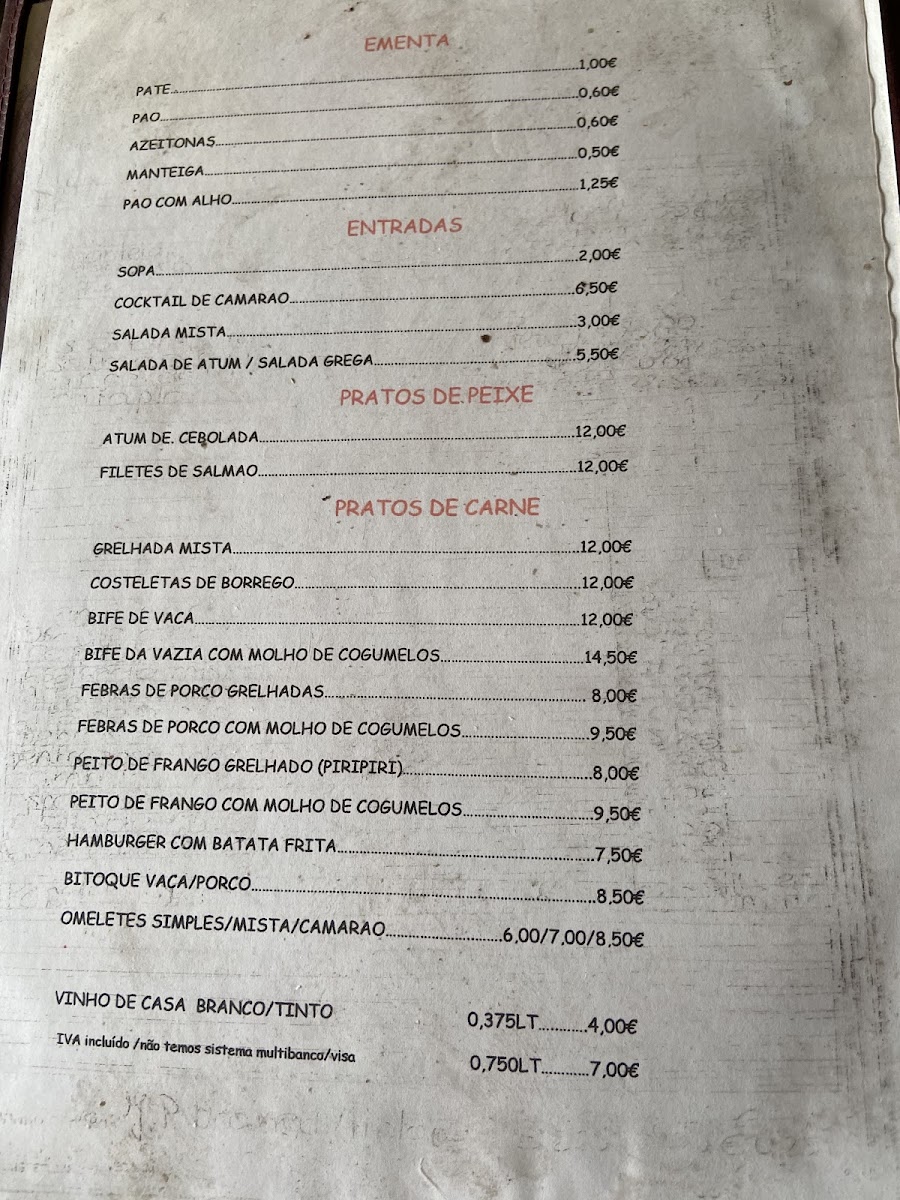 EMENTA
PATE......1,00€
PAO......0,60€
AZEITONAS......0,60€
MANTEIGA......0,50€
PAO COM ALHO......1,25€
ENTRADAS
SOPA......2,00€
COCKTAIL DE CAMARAO......6,50€
SALADA MISTA......3,00€
SALADA DE ATUM / SALADA GREGA......5,50€
PRATOS DE PEIXE
ATUM DE. CEBOLADA......12,00€
FILETES DE SALMAO......12,00€
PRATOS DE CARNE
GRELHADA MISTA......12,00€
COSTELETAS DE BORREGO......12,00€
BIFE DE VACA......12,00€
BIFE DA VAZIA COM MOLHO DE COGUMELOS......14,50€
FEBRAS DE PORCO GRELHADAS...... 8,00€
FEBRAS DE PORCO COM MOLHO DE COGUMELOS......9,50€
PEITO DE FRANGO GRELHADO (PIRIPIRI)......8,00€
PEITO DE FRANGO COM MOLHO DE COGUMELOS......9,50€
HAMBURGER COM BATATA FRITA......7,50€
BITOQUE VACA/PORCO......8,50€
OMELETES SIMPLES/MISTA/CAMARAO......6,00/7,00/8,50€
VINHO DE CASA BRANCO/TINTO 0,375LT......4,00€
IVA incluído /não temos sistema multibanco/visa 0,750LT......7,00€